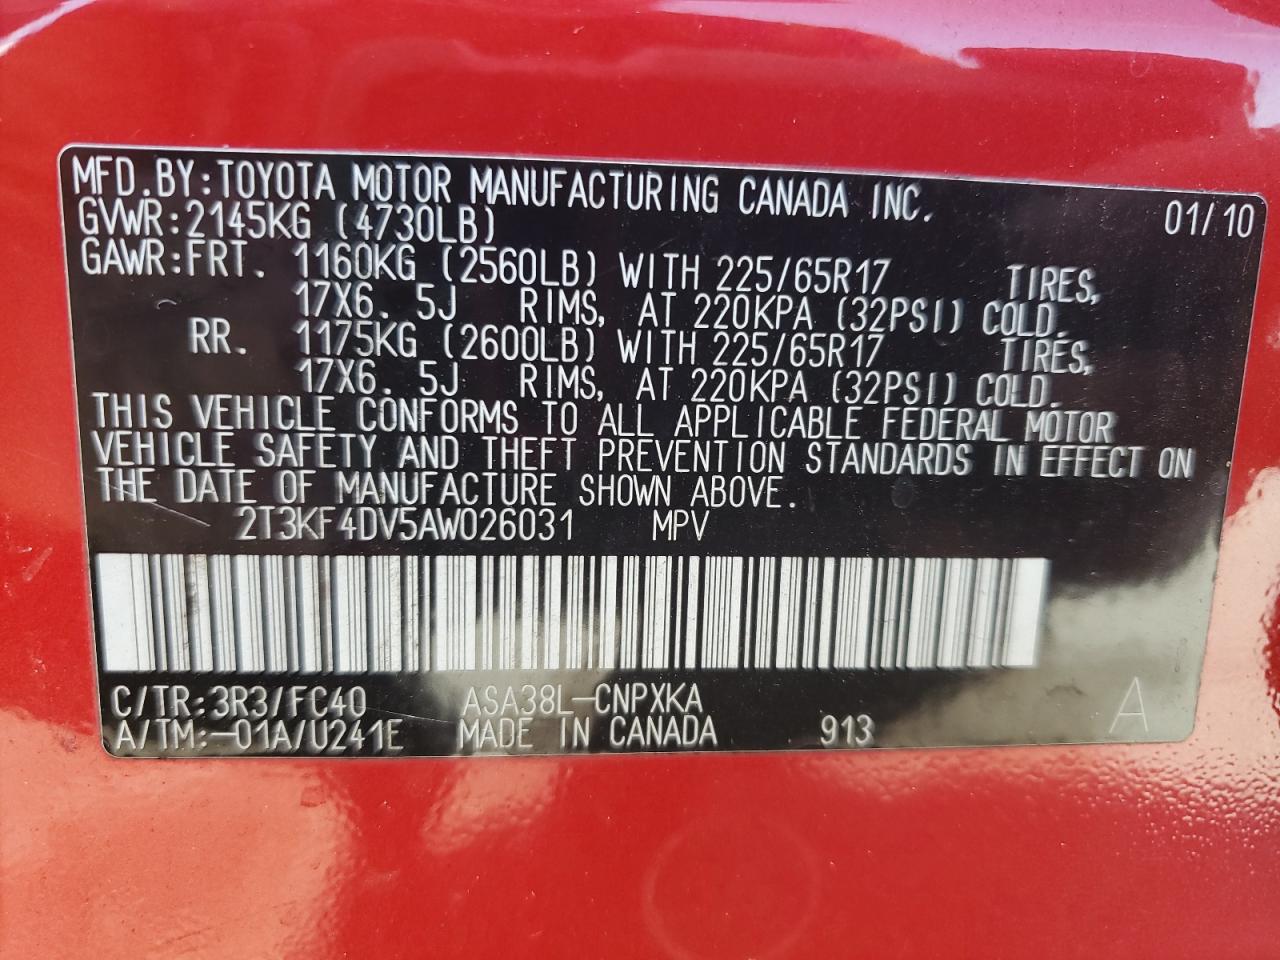 MFD.BY:TOYOTA MOTOR MANUFACTURING CANADA INC. 01/10
GVWR:2145KG (4730LB)
GAWR:FRT. 1160KG (2560LB) WITH 225/65R17 TIRES,
17X6.5J RIMS, AT 220KPA (32PSI) COLD.
RR. 1175KG (2600LB) WITH 225/65R17 TIRES,
17X6.5J RIMS, AT 220KPA (32PSI) COLD.
THIS VEHICLE CONFORMS TO ALL APPLICABLE FEDERAL MOTOR
VEHICLE SAFETY AND THEFT PREVENTION STANDARDS IN EFFECT ON
THE DATE OF MANUFACTURE SHOWN ABOVE.
2T3KF4DV5AW026031 MPV
C/TR:3R3/FC40 ASA38L-CNPXKA
A/TM:-01A/U241E MADE IN CANADA 913 A